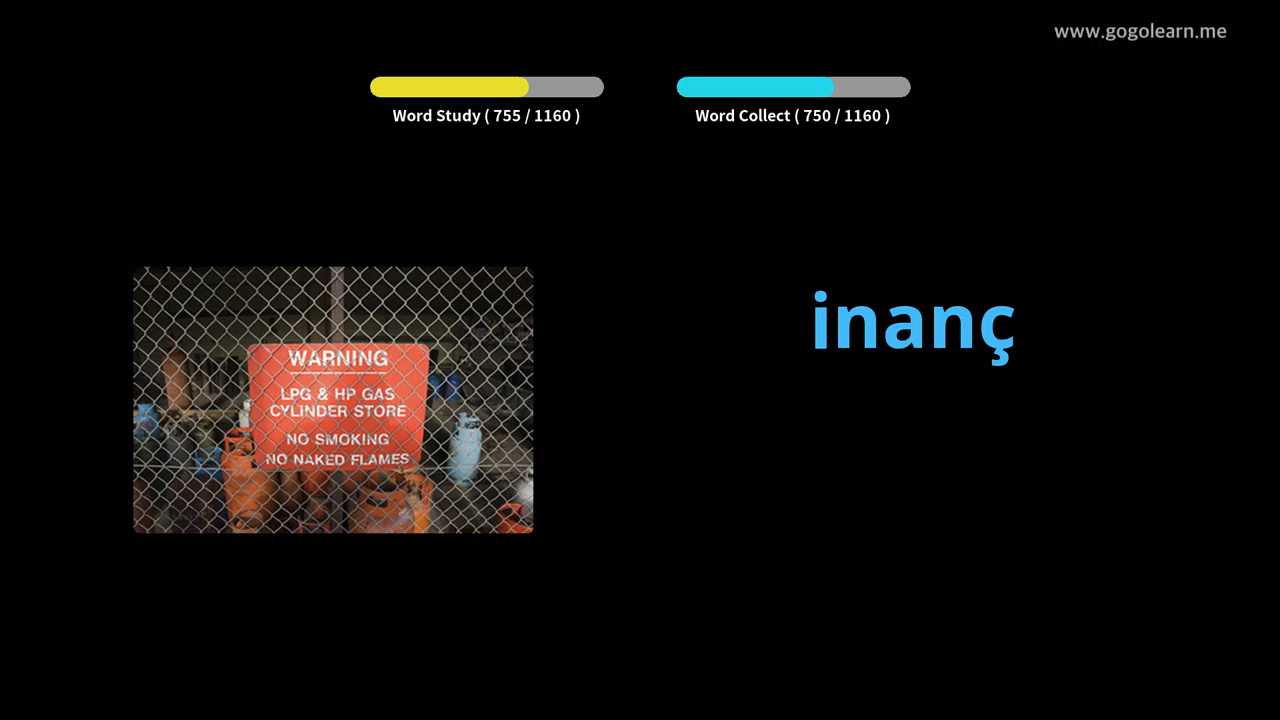 www.gogolearn.me
Word Study ( 755 / 1160 )
Word Collect ( 750 / 1160 )
WARNING
LPG & HP GAS
CYLINDER STORE
NO SMOKING
NO NAKED FLAMES
inanç